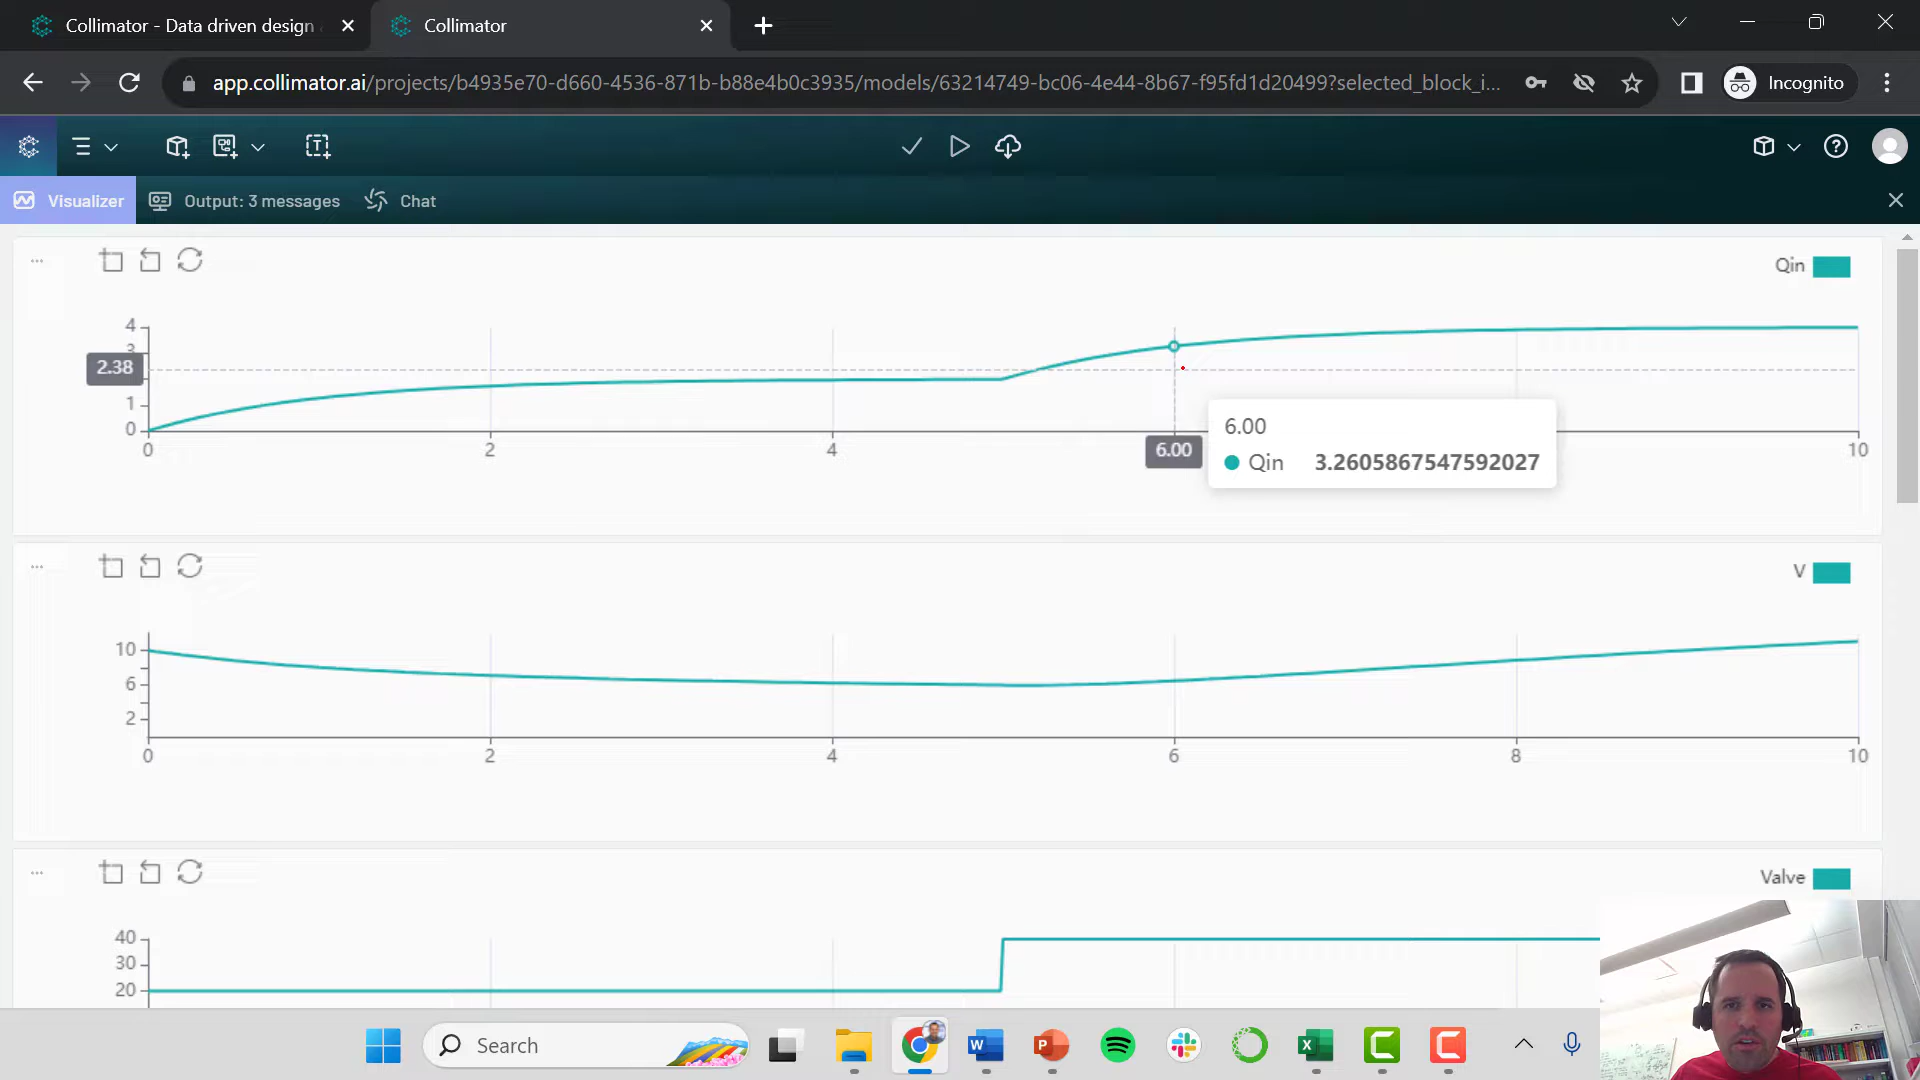 Collimator - Data driven design
Collimator
app.collimator.ai/projects/b4935e70-d660-4536-871b-b88e4b0c3935/models/63214749-bc06-4e44-8b67-f95fd1d20499?selected_block_i...
Incognito
Visualizer
Output: 3 messages
Chat
Qin
4
3
2.38
1
0
0
2
4
6.00
10
6.00
Qin 3.2605867547592027
V
10
6
2
0
2
4
6
8
10
Valve
40
30
20
Search